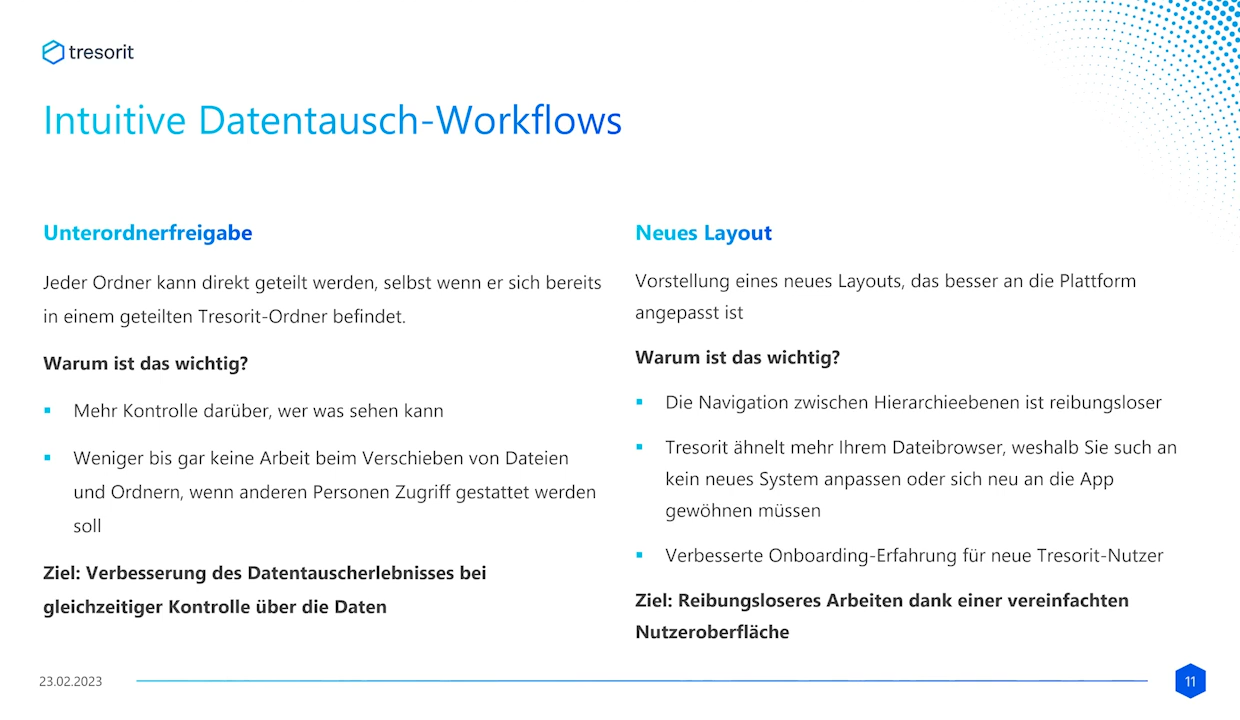 tresorit
Intuitive Datentausch-Workflows
Unterordnerfreigabe
Jeder Ordner kann direkt geteilt werden, selbst wenn er sich bereits
in einem geteilten Tresorit-Ordner befindet.
Warum ist das wichtig?
Mehr Kontrolle darüber, wer was sehen kann
Weniger bis gar keine Arbeit beim Verschieben von Dateien
und Ordnern, wenn anderen Personen Zugriff gestattet werden
soll
Ziel: Verbesserung des Datentauscherlebnisses bei
gleichzeitiger Kontrolle über die Daten
Neues Layout
Vorstellung eines neues Layouts, das besser an die Plattform
angepasst ist
Warum ist das wichtig?
Die Navigation zwischen Hierarchieebenen ist reibungsloser
Tresorit ähnelt mehr Ihrem Dateibrowser, weshalb Sie such an
kein neues System anpassen oder sich neu an die App
gewöhnen müssen
Verbesserte Onboarding-Erfahrung für neue Tresorit-Nutzer
Ziel: Reibungsloseres Arbeiten dank einer vereinfachten
Nutzeroberfläche
23.02.2023
11